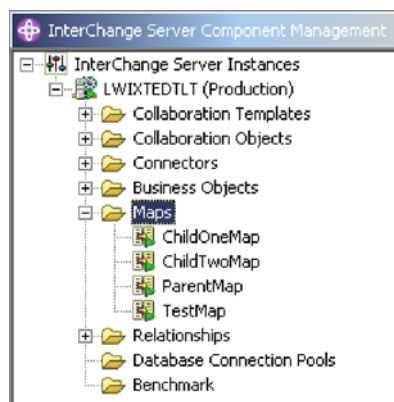 InterChange Server Component Management
InterChange Server Instances
LWIXTEDTLT (Production)
Collaboration Templates
Collaboration Objects
Connectors
Business Objects
Maps
ChildOneMap
ChildTwoMap
ParentMap
TestMap
Relationships
Database Connection Pools
Benchmark